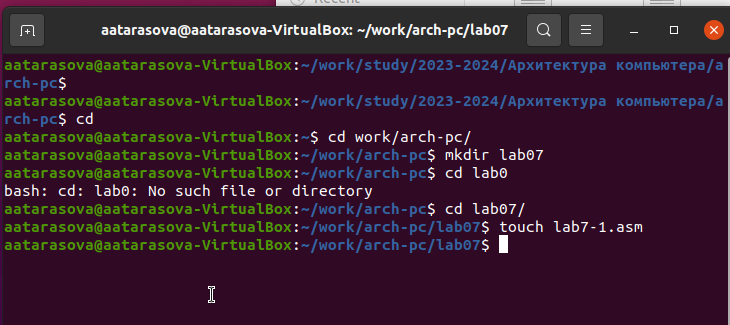 Recent
aatarasova@aatarasova-VirtualBox: ~/work/arch-pc/lab07
aatarasova@aatarasova-VirtualBox:~/work/study/2023-2024/Архитектура компьютера/a
rch-pc$
aatarasova@aatarasova-VirtualBox:~/work/study/2023-2024/Архитектура компьютера/a
rch-pc$ cd
aatarasova@aatarasova-VirtualBox:~$ cd work/arch-pc/
aatarasova@aatarasova-VirtualBox:~/work/arch-pc$ mkdir lab07
aatarasova@aatarasova-VirtualBox:~/work/arch-pc$ cd lab0
bash: cd: lab0: No such file or directory
aatarasova@aatarasova-VirtualBox:~/work/arch-pc$ cd lab07/
aatarasova@aatarasova-VirtualBox:~/work/arch-pc/lab07$ touch lab7-1.asm
aatarasova@aatarasova-VirtualBox:~/work/arch-pc/lab07$